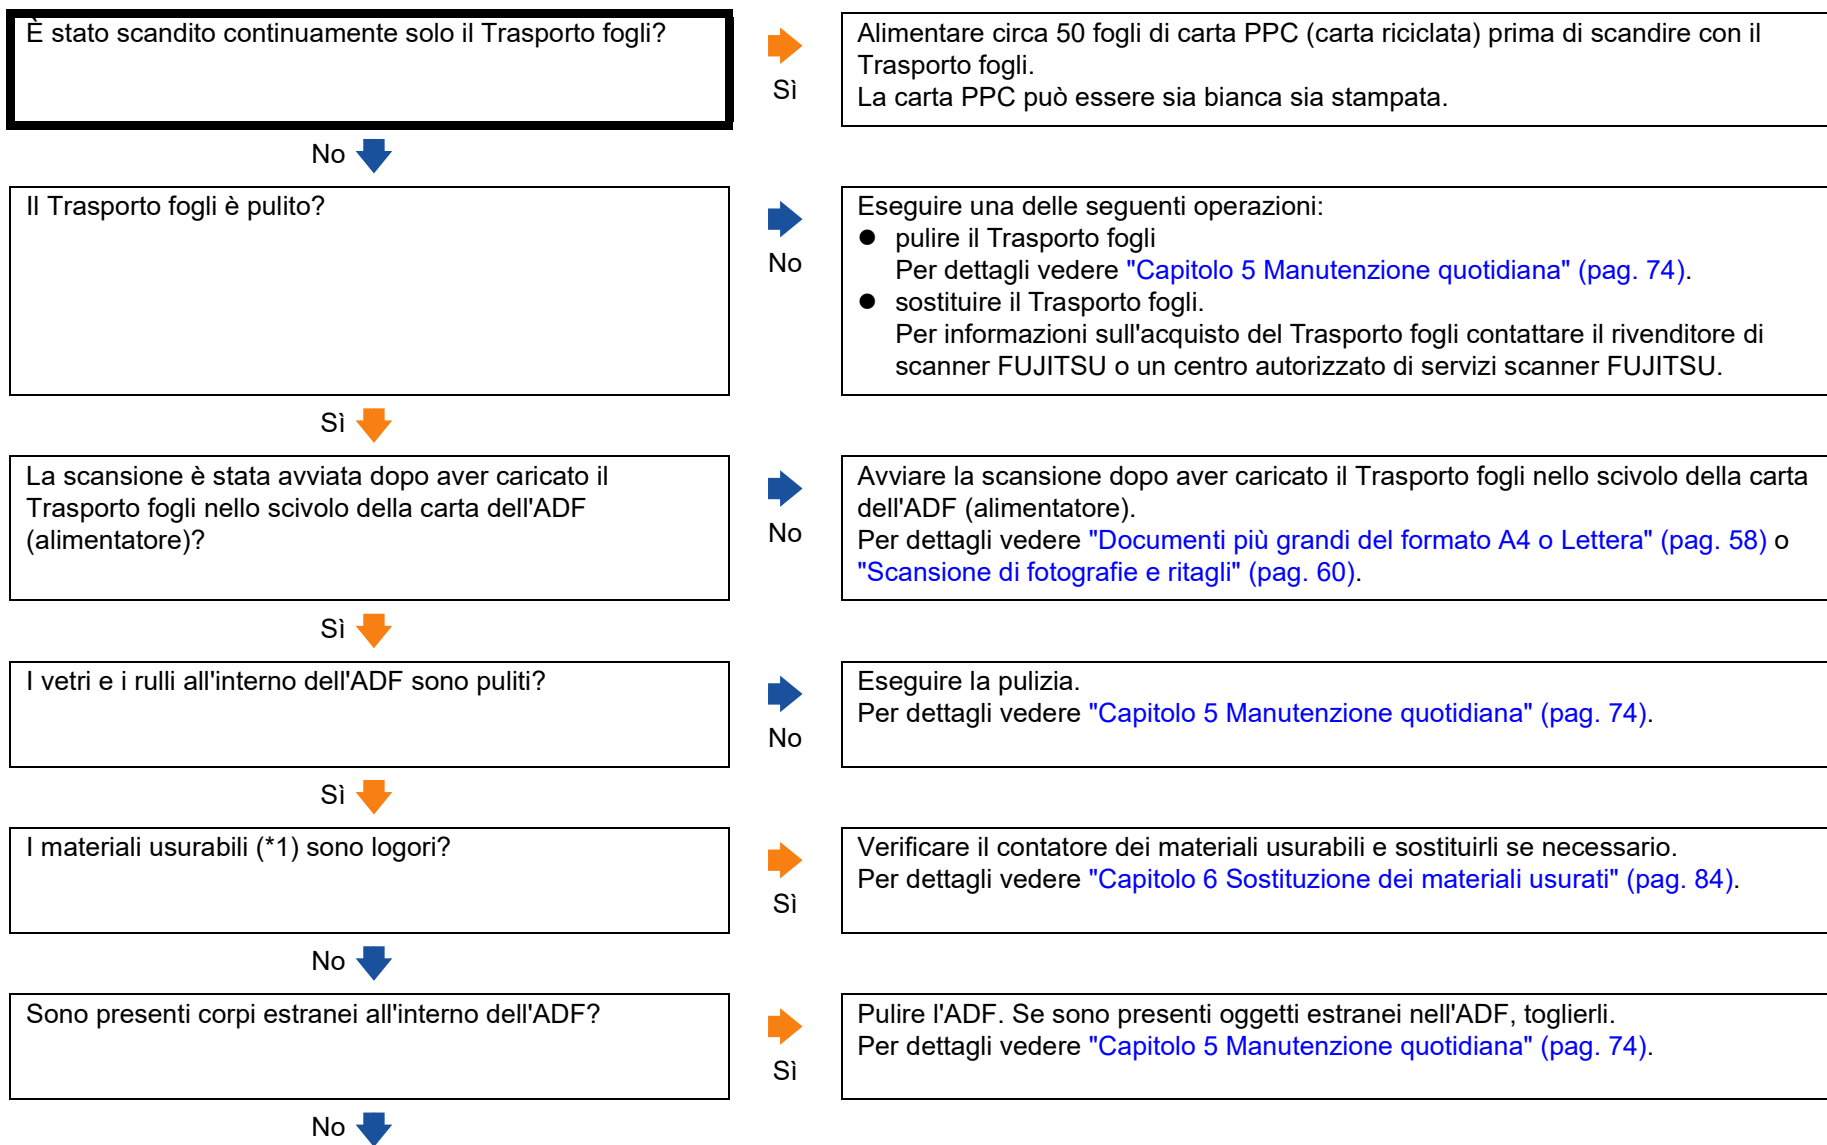 È stato scandito continuamente solo il Trasporto fogli?
Sì
Alimentare circa 50 fogli di carta PPC (carta riciclata) prima di scandire con il
Trasporto fogli.
La carta PPC può essere sia bianca sia stampata.
No
Il Trasporto fogli è pulito?
No
Eseguire una delle seguenti operazioni:
● pulire il Trasporto fogli
Per dettagli vedere "Capitolo 5 Manutenzione quotidiana" (pag. 74).
● sostituire il Trasporto fogli.
Per informazioni sull'acquisto del Trasporto fogli contattare il rivenditore di
scanner FUJITSU o un centro autorizzato di servizi scanner FUJITSU.
Sì
La scansione è stata avviata dopo aver caricato il
Trasporto fogli nello scivolo della carta dell'ADF
(alimentatore)?
No
Avviare la scansione dopo aver caricato il Trasporto fogli nello scivolo della carta
dell'ADF (alimentatore).
Per dettagli vedere "Documenti più grandi del formato A4 o Lettera" (pag. 58) o
"Scansione di fotografie e ritagli" (pag. 60).
Sì
I vetri e i rulli all'interno dell'ADF sono puliti?
No
Eseguire la pulizia.
Per dettagli vedere "Capitolo 5 Manutenzione quotidiana" (pag. 74).
Sì
I materiali usurabili (*1) sono logori?
Sì
Verificare il contatore dei materiali usurabili e sostituirli se necessario.
Per dettagli vedere "Capitolo 6 Sostituzione dei materiali usurati" (pag. 84).
No
Sono presenti corpi estranei all'interno dell'ADF?
Sì
Pulire l'ADF. Se sono presenti oggetti estranei nell'ADF, toglierli.
Per dettagli vedere "Capitolo 5 Manutenzione quotidiana" (pag. 74).
No